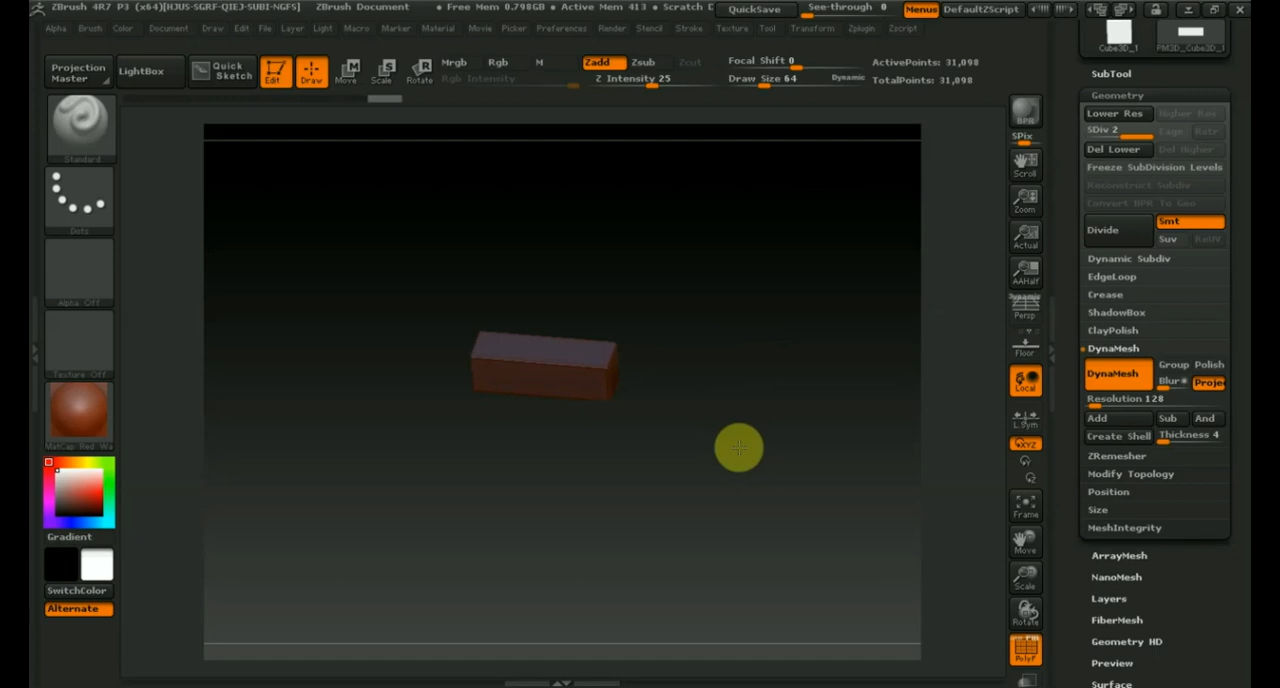 ZBrush 4R7 P3 (x64)[HJUS-SGRF-QIEJ-SUBI-NGFS] ZBrush Document • Free Mem 0.798GB • Active Mem 413 • Scratch D QuickSave See-through 0 Menus DefaultZScript
Alpha Brush Color Document Draw Edit File Layer Light Macro Marker Material Movie Picker Preferences Render Stencil Stroke Texture Tool Transform Zplugin Zscript
Cube3D_1 PM3D_Cube3D_1
Projection Master
LightBox
Quick Sketch
Edit
Draw
Move
Scale
Rotate
Mrgb Rgb M
Rgb Intensity
Zadd Zsub Zcut
Z Intensity 25
Focal Shift 0
Draw Size 64 Dynamic
ActivePoints: 31,098
TotalPoints: 31,098
Standard
Dots
Alpha Off
Texture Off
MatCap Red Wa
Gradient
SwitchColor
Alternate
BPR
SPix
Scroll
Zoom
Actual
AAHalf
Dynamic
Persp
Floor
Local
L.Sym
XYZ
Frame
Move
Scale
Rotate
PolyF
SubTool
Geometry
Lower Res Higher Res
SDiv 2 Cage Rstr
Del Lower Del Higher
Freeze SubDivision Levels
Reconstruct Subdiv
Convert BPR To Geo
Divide Smt
Suv ReUV
Dynamic Subdiv
EdgeLoop
Crease
ShadowBox
ClayPolish
DynaMesh
DynaMesh Group Polish
Blur Proje
Resolution 128
Add Sub And
Create Shell Thickness 4
ZRemesher
Modify Topology
Position
Size
MeshIntegrity
ArrayMesh
NanoMesh
Layers
FiberMesh
Geometry HD
Preview
Surface